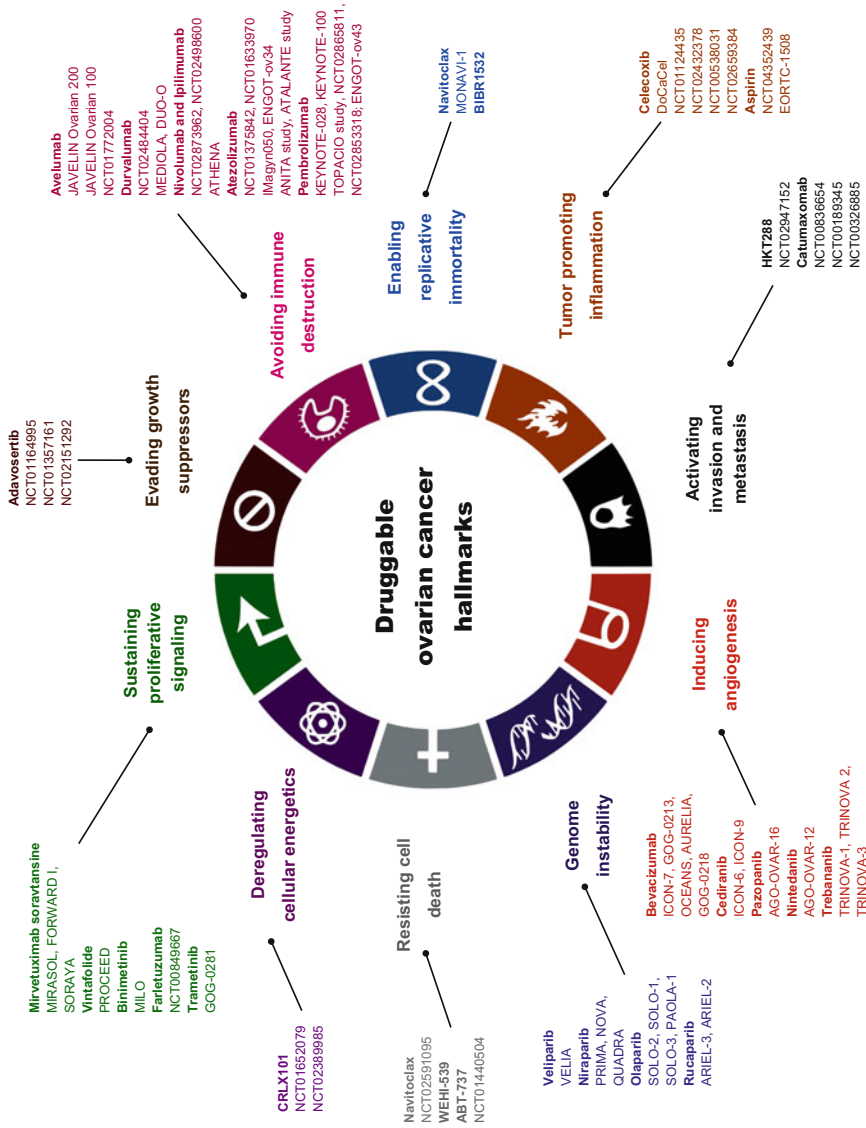 Druggable
ovarian cancer
hallmarks
Mirvetuximab soravtansine
MIRASOL, FORWARD I,
SORAYA
Vintafolide
PROCEED
Binimetinib
MILO
Farletuzumab
NCT00849667
Trametinib
GOG-0281
Sustaining
proliferative
signaling
Adavosertib
NCT01164995
NCT01357161
NCT02151292
Evading growth
suppressors
Avelumab
JAVELIN Ovarian 200
JAVELIN Ovarian 100
NCT01772004
Durvalumab
NCT02484404
MEDIOLA, DUO-O
Nivolumab and Ipilimumab
NCT02873962, NCT02498600
ATHENA
Atezolizumab
NCT01375842, NCT01633970
IMagyn050, ENGOT-ov34
ANITA study, ATALANTE study
Pembrolizumab
KEYNOTE-028, KEYNOTE-100
TOPACIO study, NCT02865811,
NCT02853318; ENGOT-ov43
Avoiding immune
destruction
Navitoclax
MONAVI-1
BIBR1532
Enabling
replicative
immortality
Celecoxib
DoCaCel
NCT01124435
NCT02432378
NCT00538031
NCT02659384
Aspirin
NCT04352439
EORTC-1508
Tumor promoting
inflammation
HKT288
NCT02947152
Catumaxomab
NCT00836654
NCT00189345
NCT00326885
Activating
invasion and
metastasis
Inducing
angiogenesis
Bevacizumab
ICON-7, GOG-0213,
OCEANS, AURELIA,
GOG-0218
Cediranib
ICON-6, ICON-9
Pazopanib
AGO-OVAR-16
Nintedanib
AGO-OVAR-12
Trebananib
TRINOVA-1, TRINOVA 2,
TRINOVA-3
Genome
instability
Veliparib
VELIA
Niraparib
PRIMA, NOVA,
QUADRA
Olaparib
SOLO-2, SOLO-1,
SOLO-3, PAOLA-1
Rucaparib
ARIEL-3, ARIEL-2
Resisting cell
death
Navitoclax
NCT02591095
WEHI-539
ABT-737
NCT01440504
Deregulating
cellular energetics
CRLX101
NCT01652079
NCT02389985